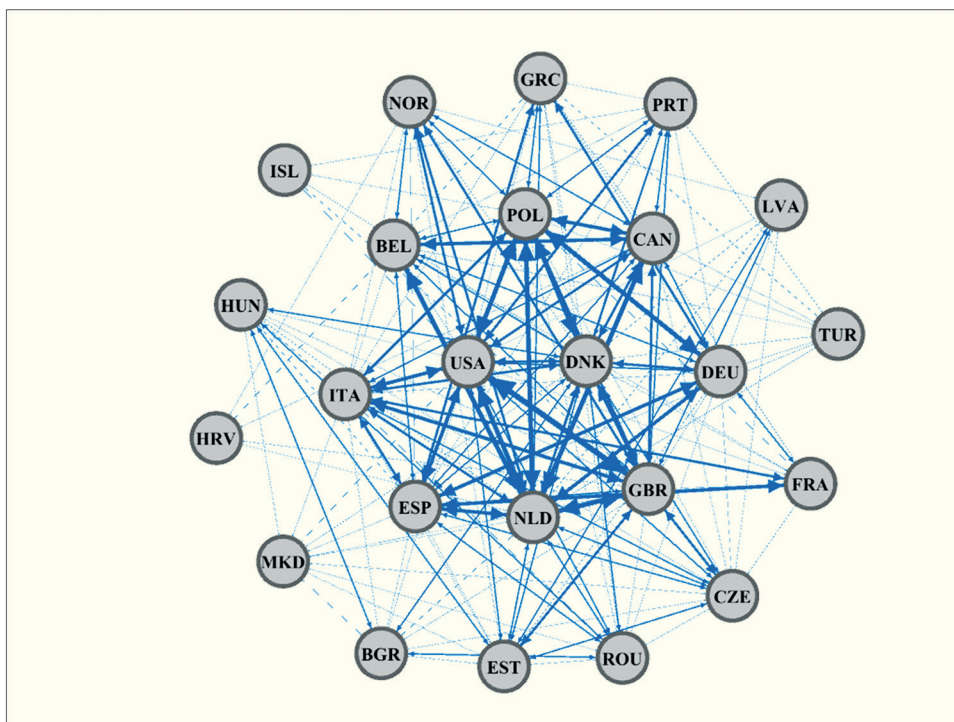 GRC
NOR
PRT
ISL
LVA
POL
CAN
BEL
HUN
TUR
USA
DNK
DEU
ITA
HRV
FRA
GBR
ESP
NLD
MKD
CZE
BGR
EST
ROU